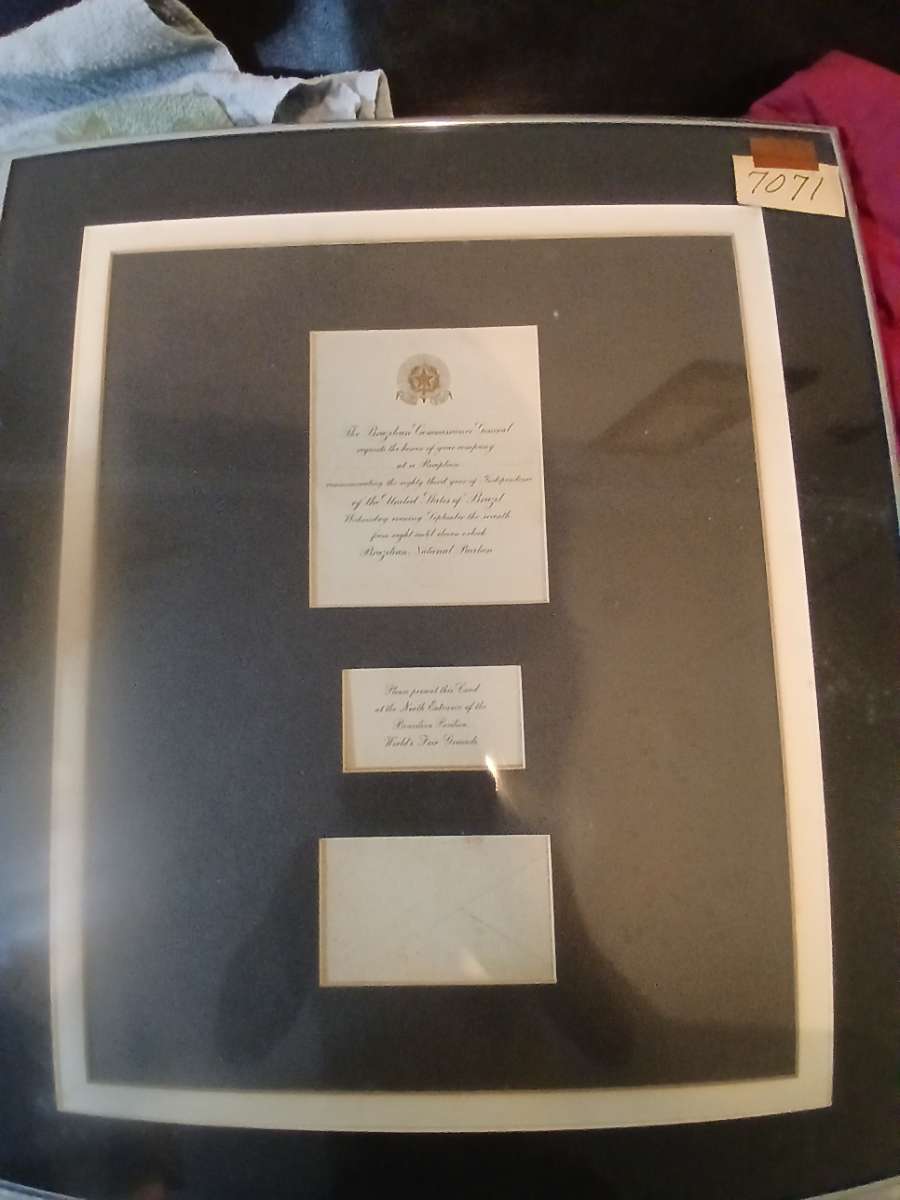 7071
The Brazilian Commissioner General
requests the honor of your company
at a Reception
commemorating the eighty third year of Independence
of the United States of Brazil
Wednesday evening September the seventh
from eight until eleven o'clock
Brazilian National Pavilion
Please present this Card
at the North Entrance of the
Brazilian Pavilion
World's Fair Grounds